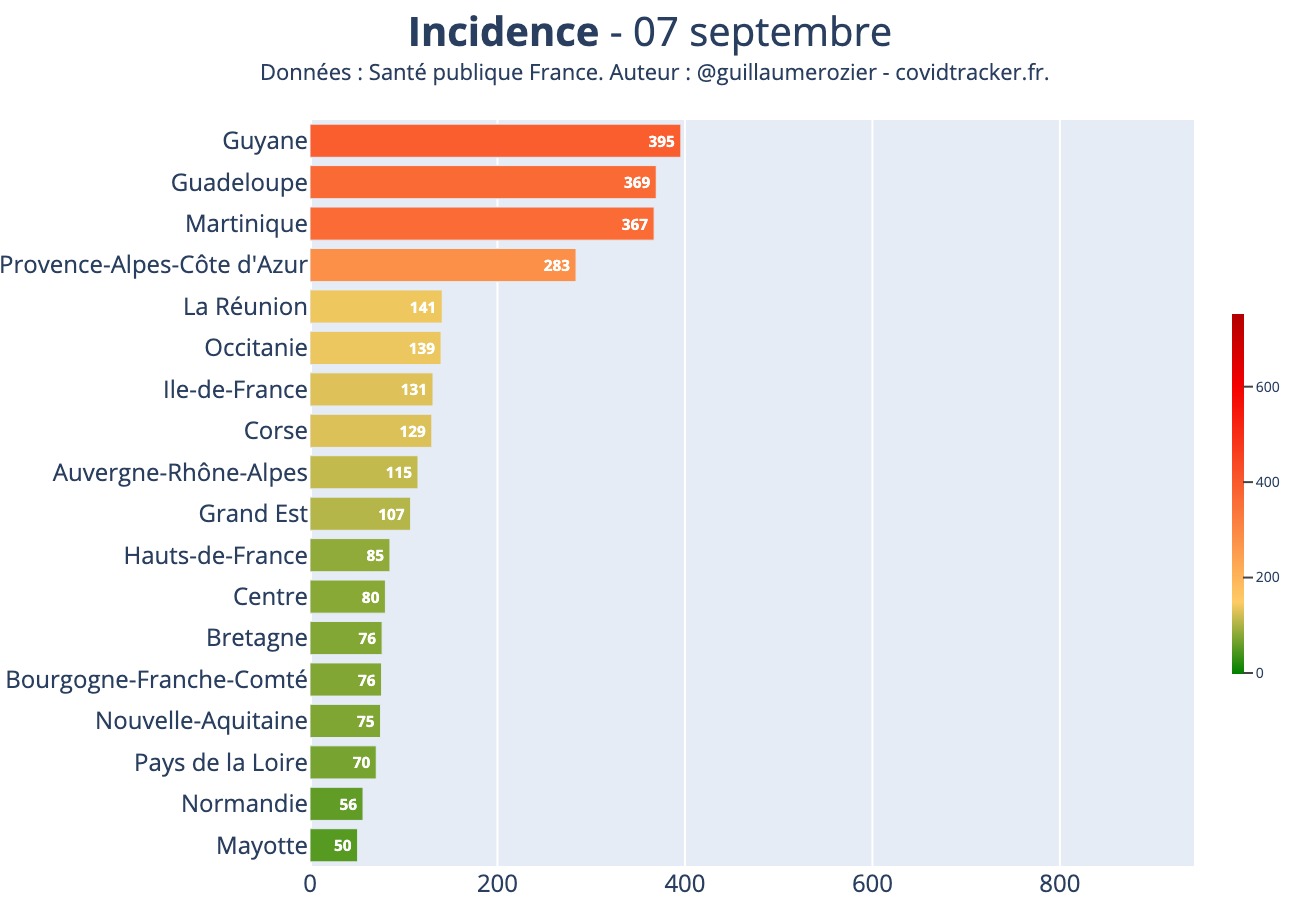 Incidence - 07 septembre
Données : Santé publique France. Auteur : @guillaumerozier - covidtracker.fr.
Guyane 395
Guadeloupe 369
Martinique 367
Provence-Alpes-Côte d'Azur 283
La Réunion 141
Occitanie 139
Ile-de-France 131
Corse 129
Auvergne-Rhône-Alpes 115
Grand Est 107
Hauts-de-France 85
Centre 80
Bretagne 76
Bourgogne-Franche-Comté 76
Nouvelle-Aquitaine 75
Pays de la Loire 70
Normandie 56
Mayotte 50
0 200 400 600 800
600
400
200
0